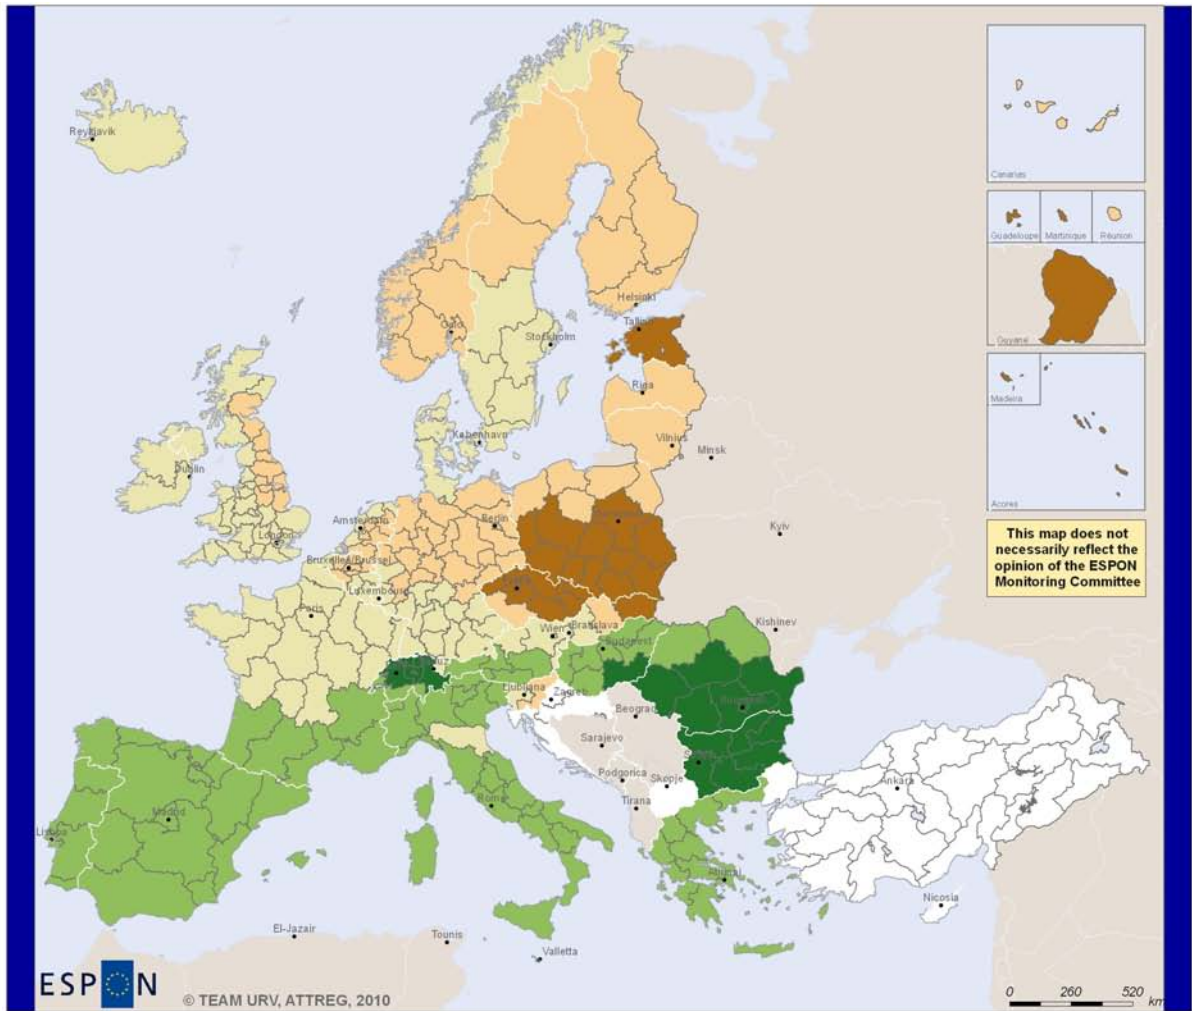 Reykjavik
Canarias
Guadeloupe
Martinique
Réunion
Guyane
Madeira
Acores
This map does not
necessarily reflect the
opinion of the ESPON
Monitoring Committee
Helsinki
Oslo
Tallinn
Stockholm
Riga
København
Vilnius
Minsk
Dublin
Amsterdam
Berlin
London
Kyiv
Bruxelles/Brussel
Luxembourg
Paris
Kishinev
Wien
Bratislava
Budapest
Ljubljana
Zagreb
Beograd
Sarajevo
Podgorica
Skopje
Tirana
Roma
Madrid
Lisboa
Ankara
Athinai
Nicosia
El-Jazair
Tounis
Valletta
ESPON
© TEAM URV, ATTREG, 2010
0 260 520
km